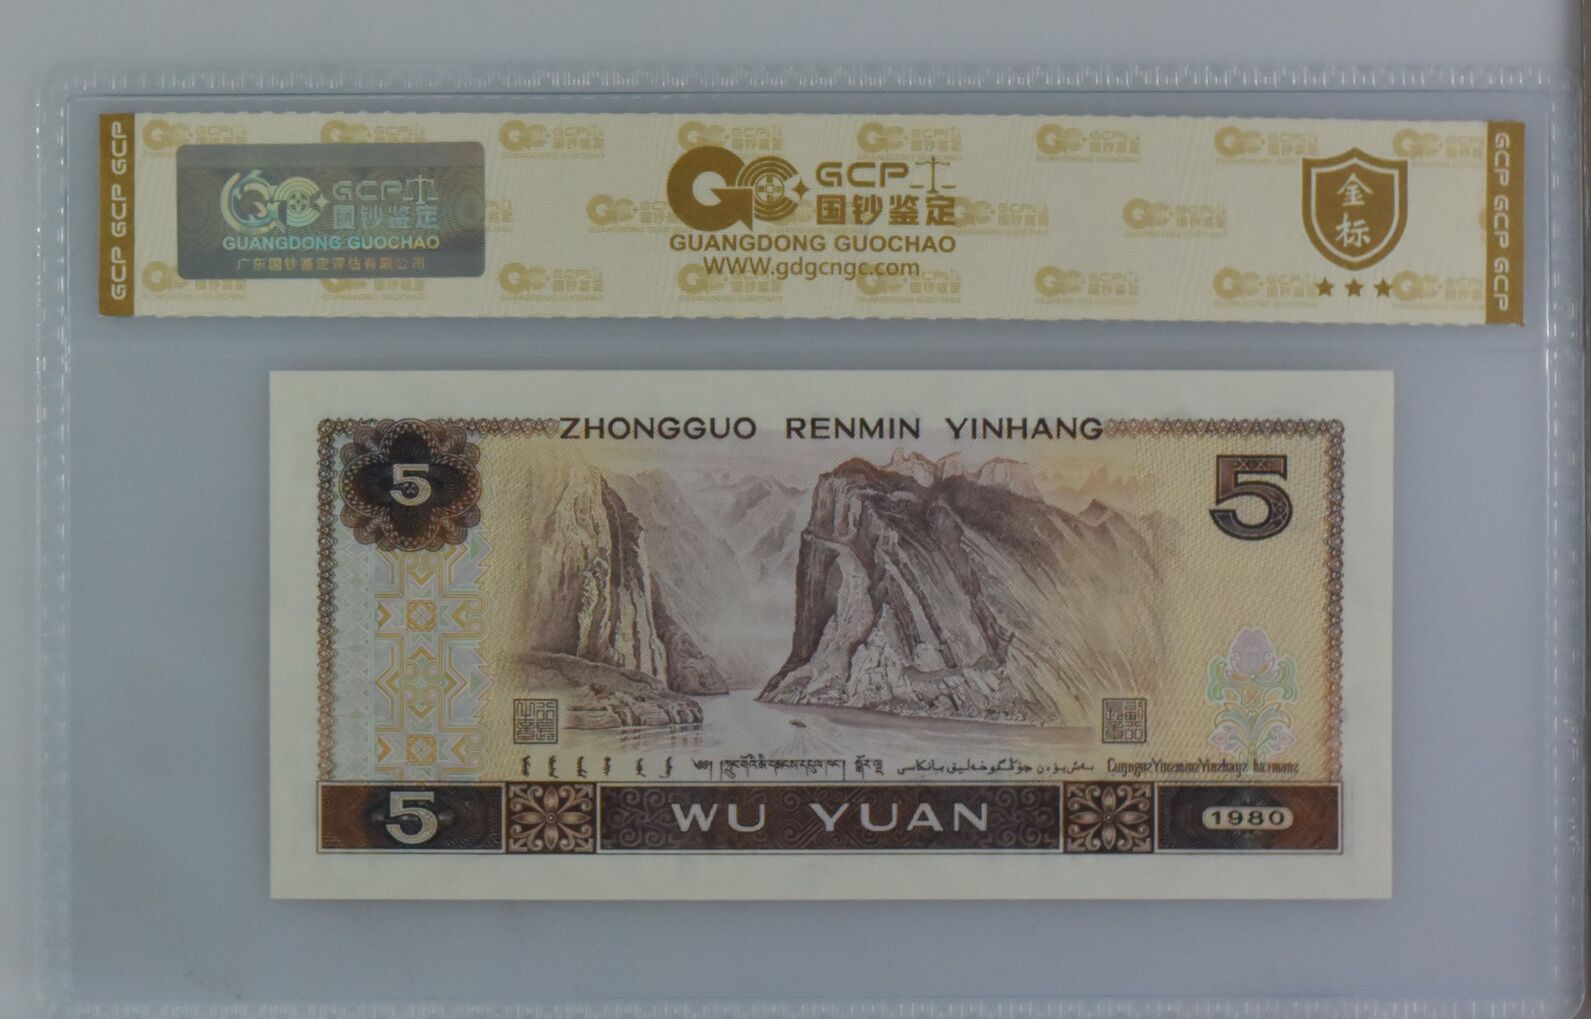 GCP GCP GCP
GCP
国钞鉴定
GUANGDONG GUOCHAO
广东国钞鉴定评估有限公司
GCP
国钞鉴定
GUANGDONG GUOCHAO
WWW.gdgcngc.com
金标
GCP GCP GCP
ZHONGGUO RENMIN YINHANG
5
5
5
WU YUAN
1980